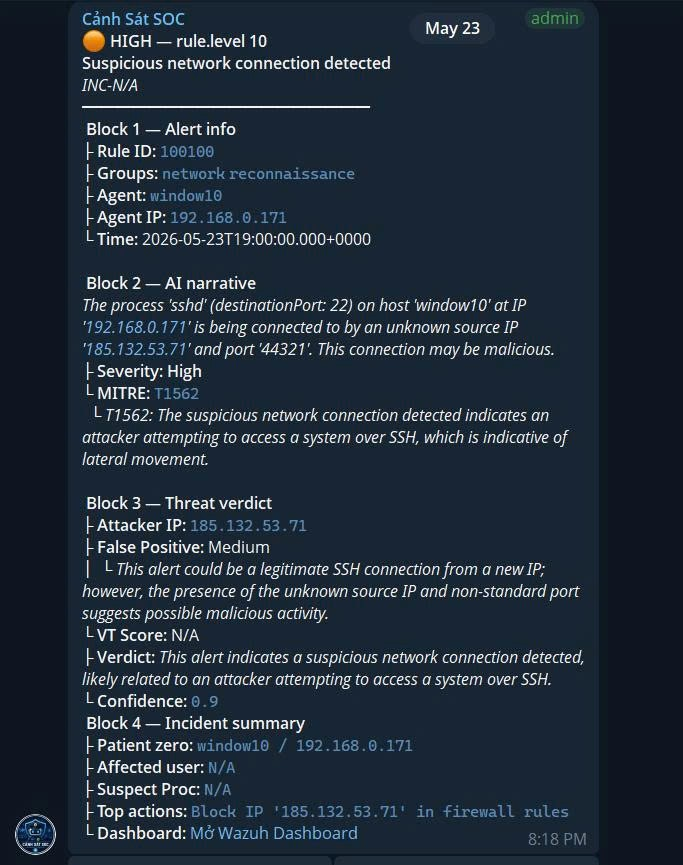 Cảnh Sát SOC
admin
May 23
🟠 HIGH — rule.level 10
Suspicious network connection detected
INC-N/A
Block 1 — Alert info
├ Rule ID: 100100
├ Groups: network reconnaissance
├ Agent: window10
├ Agent IP: 192.168.0.171
└ Time: 2026-05-23T19:00:00.000+0000
Block 2 — AI narrative
The process 'sshd' (destinationPort: 22) on host 'window10' at IP
'192.168.0.171' is being connected to by an unknown source IP
'185.132.53.71' and port '44321'. This connection may be malicious.
├ Severity: High
└ MITRE: T1562
└ T1562: The suspicious network connection detected indicates an
attacker attempting to access a system over SSH, which is indicative of
lateral movement.
Block 3 — Threat verdict
├ Attacker IP: 185.132.53.71
├ False Positive: Medium
│ └ This alert could be a legitimate SSH connection from a new IP;
however, the presence of the unknown source IP and non-standard port
suggests possible malicious activity.
└ VT Score: N/A
├ Verdict: This alert indicates a suspicious network connection detected,
likely related to an attacker attempting to access a system over SSH.
└ Confidence: 0.9
Block 4 — Incident summary
├ Patient zero: window10 / 192.168.0.171
├ Affected user: N/A
├ Suspect Proc: N/A
├ Top actions: Block IP '185.132.53.71' in firewall rules
└ Dashboard: Mở Wazuh Dashboard
8:18 PM
CẢNH SÁT SOC